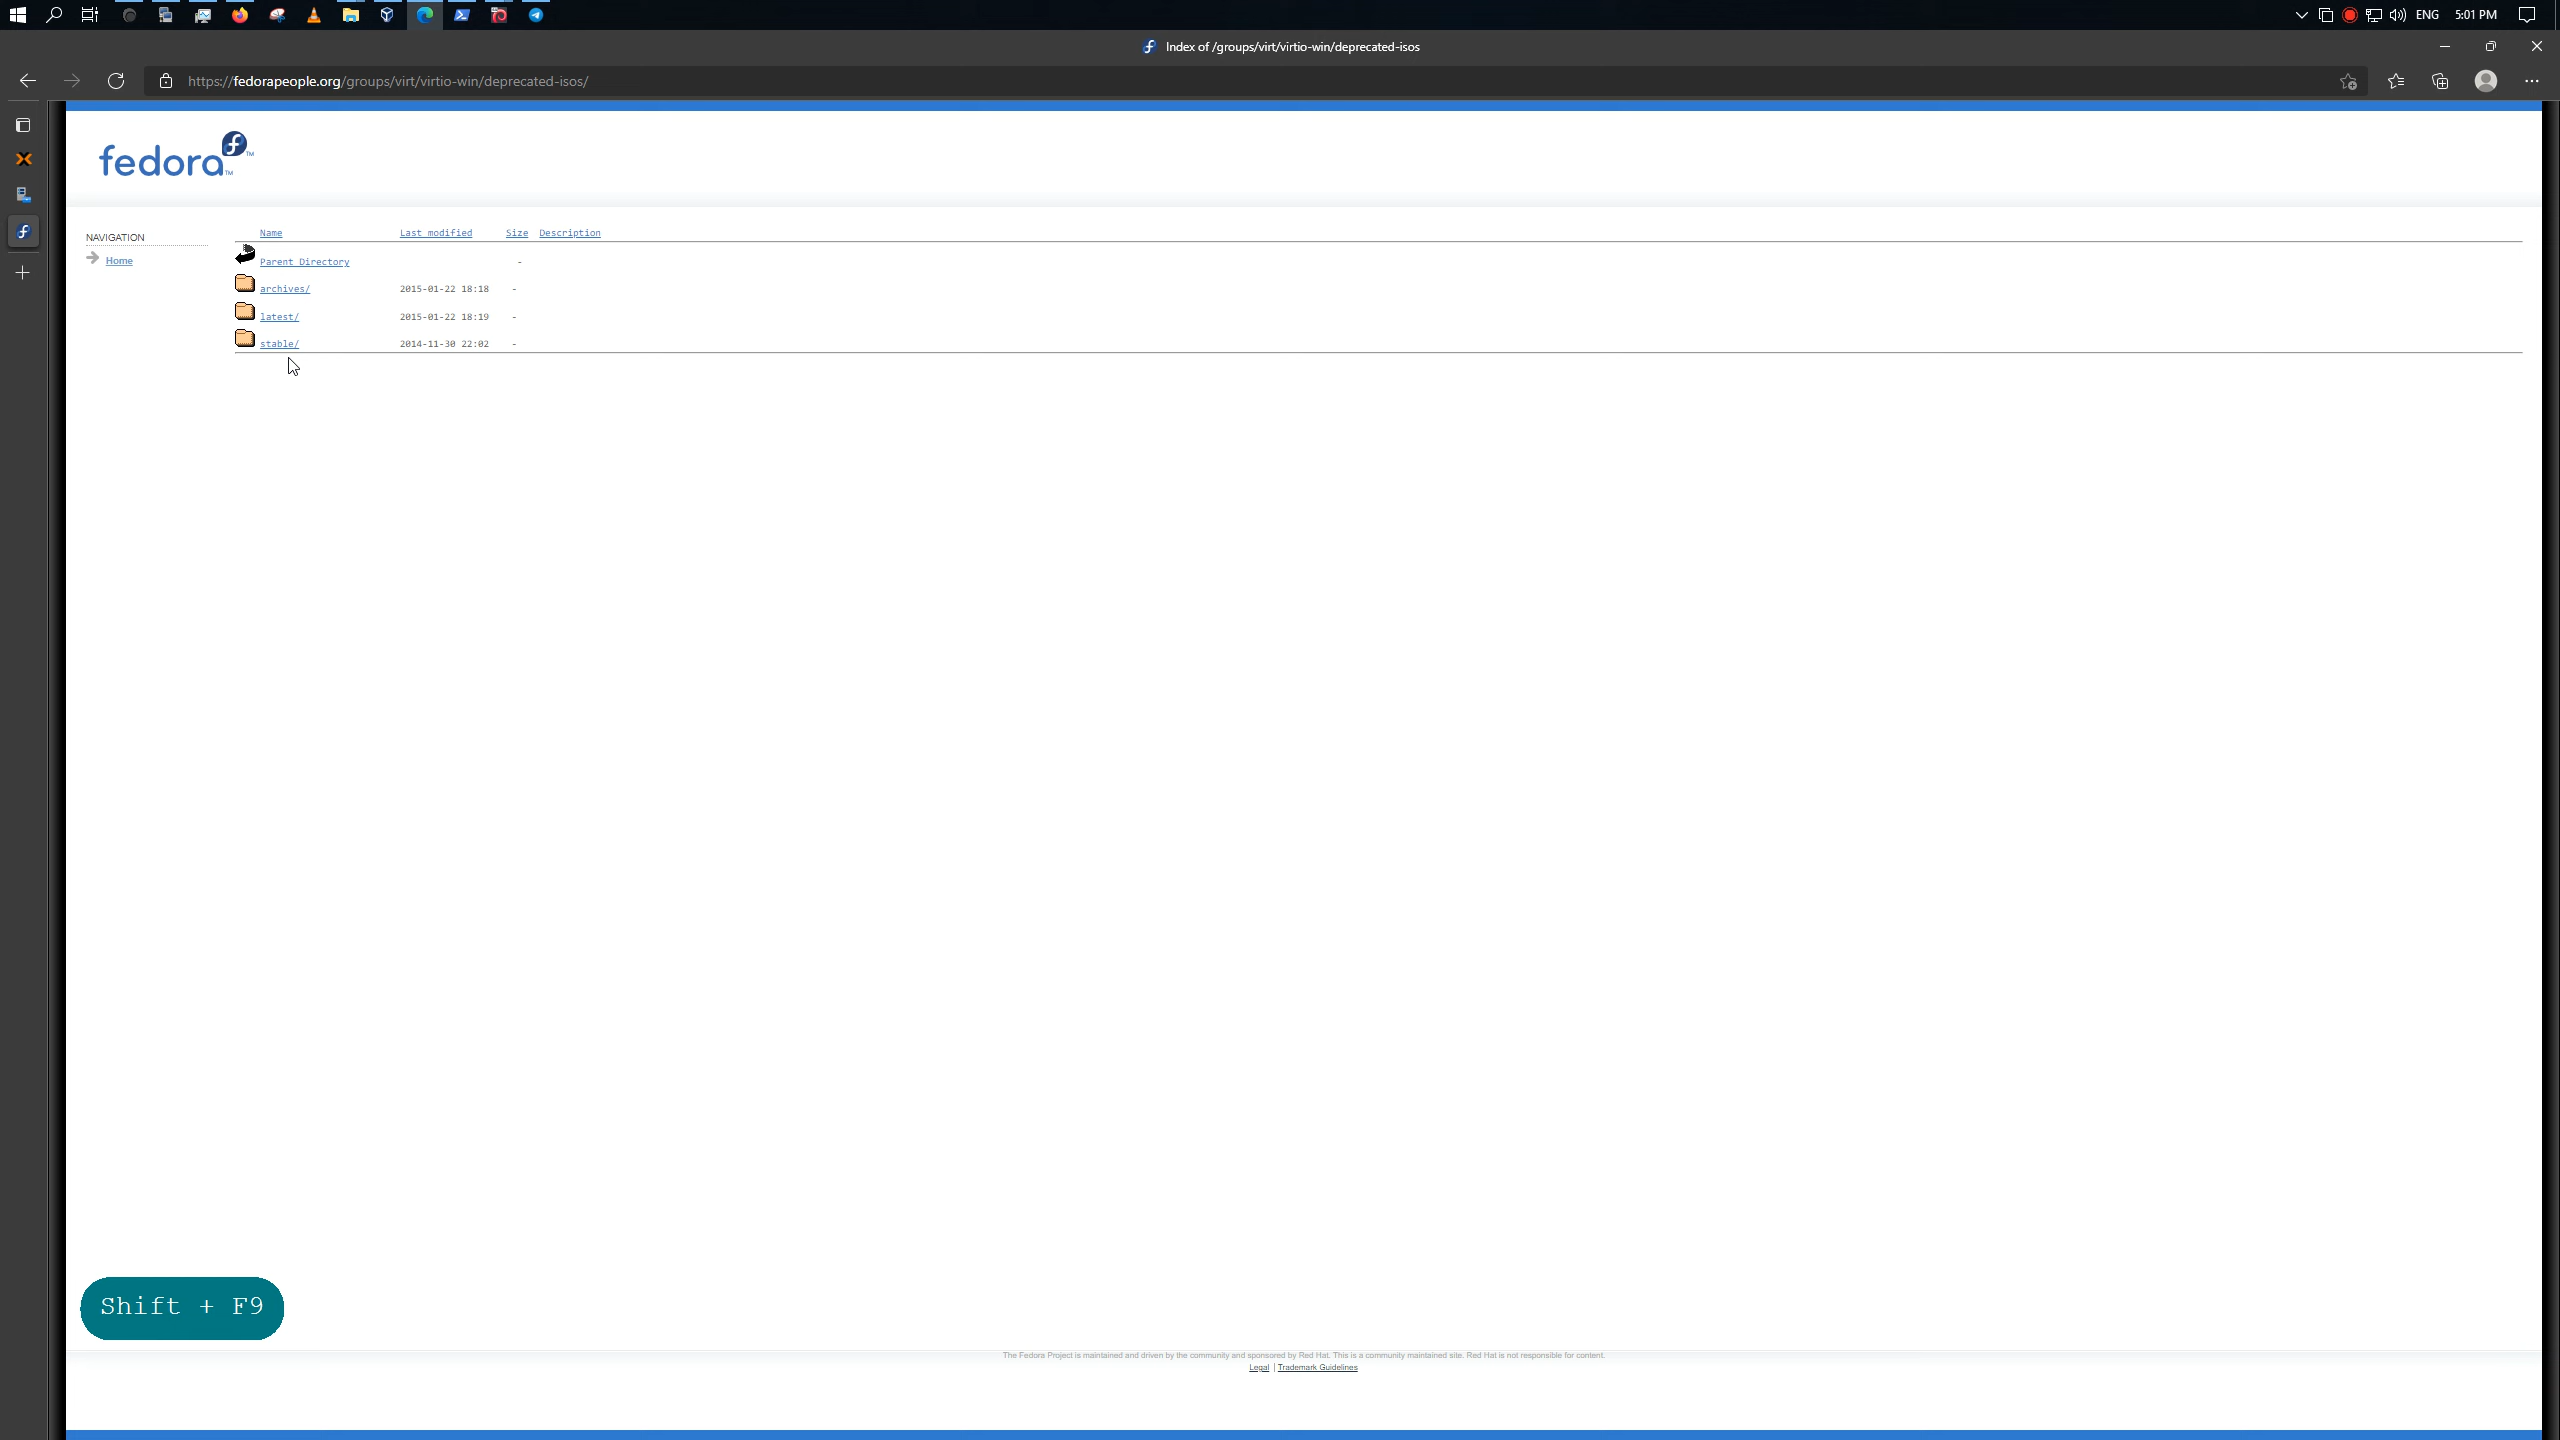 ENG 5:01 PM
Index of /groups/virt/virtio-win/deprecated-isos
https://fedorapeople.org/groups/virt/virtio-win/deprecated-isos/
fedora™
NAVIGATION
Home
Name Last modified Size Description
Parent Directory -
archives/ 2015-01-22 18:18 -
latest/ 2015-01-22 18:19 -
stable/ 2014-11-30 22:02 -
Shift + F9
The Fedora Project is maintained and driven by the community and sponsored by Red Hat. This is a community maintained site. Red Hat is not responsible for content.
Legal | Trademark Guidelines